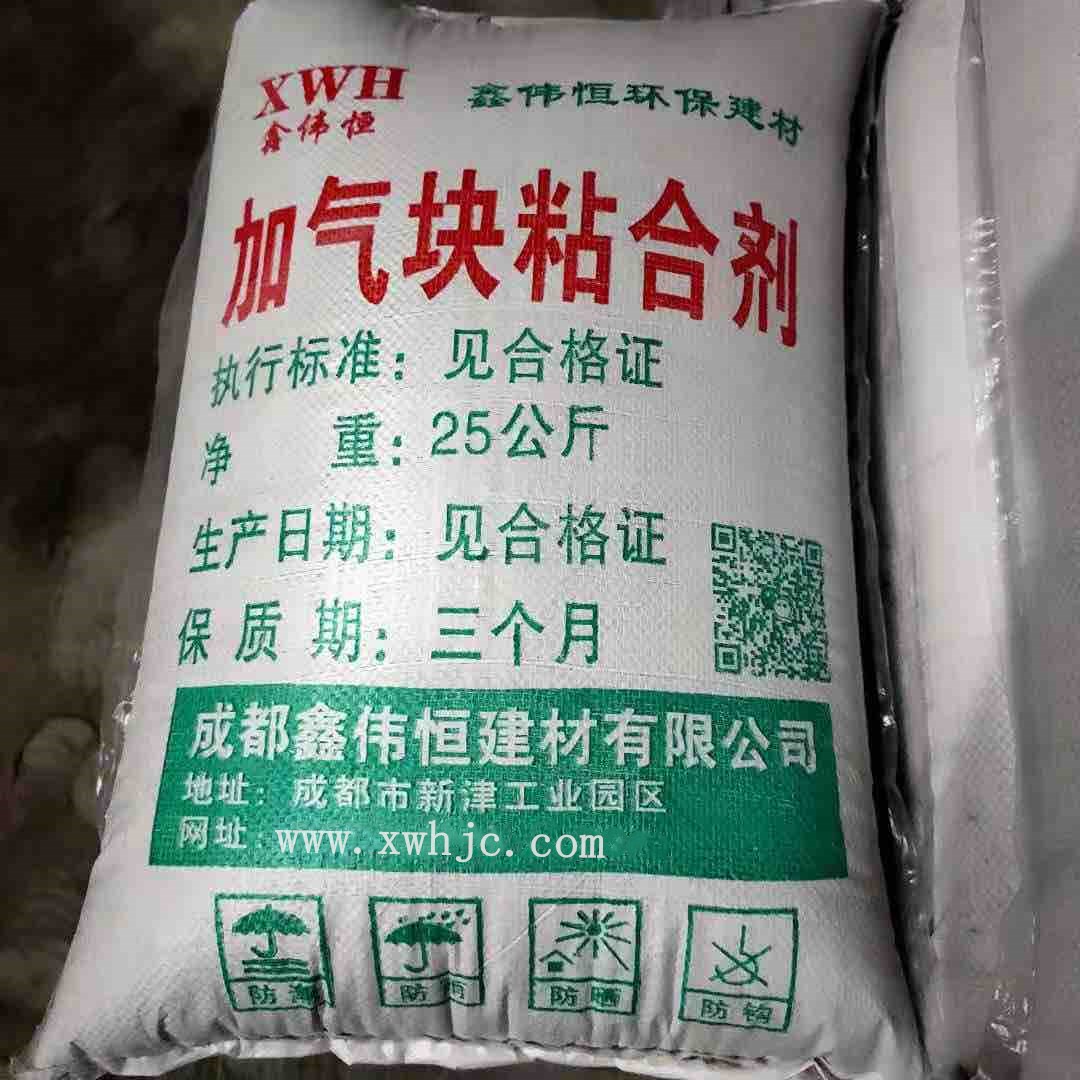 XWH
鑫伟恒
鑫伟恒环保建材
加气块粘合剂
执行标准：见合格证
净 重：25公斤
生产日期：见合格证
保质期：三个月
成都鑫伟恒建材有限公司
地址：成都市新津工业园区
网址：www.xwhjc.com
防潮 防雨 防晒 防钩